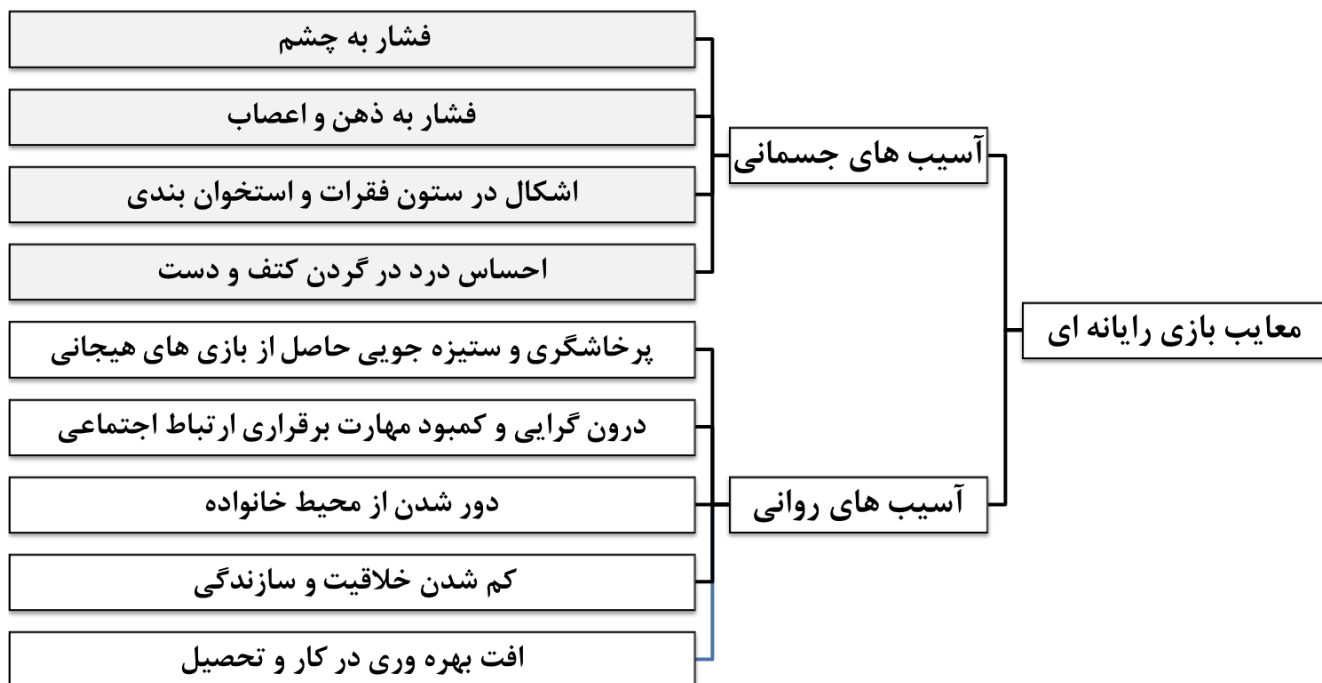 معایب بازی رایانه ای
آسیب های جسمانی
فشار به چشم
فشار به ذهن و اعصاب
اشکال در ستون فقرات و استخوان بندی
احساس درد در گردن کتف و دست
آسیب های روانی
پرخاشگری و ستیزه جویی حاصل از بازی های هیجانی
درون گرایی و کمبود مهارت برقراری ارتباط اجتماعی
دور شدن از محیط خانواده
کم شدن خلاقیت و سازندگی
افت بهره وری در کار و تحصیل